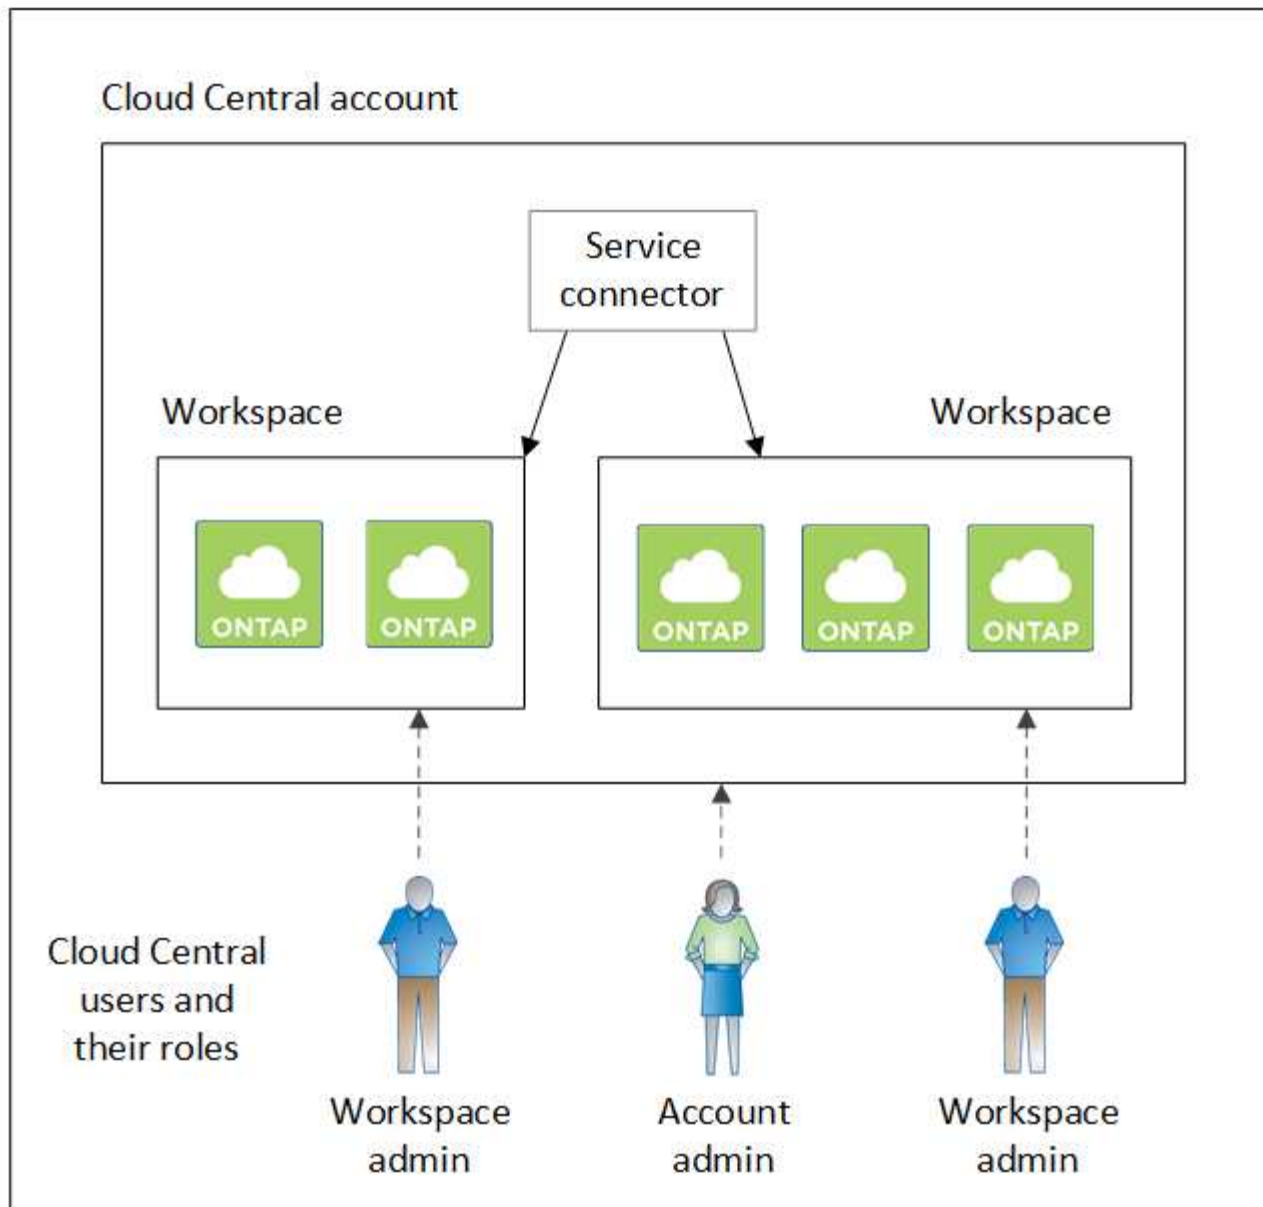 Cloud Central account
Service
connector
Workspace
Workspace
ONTAP
ONTAP
ONTAP
ONTAP
ONTAP
Cloud Central
users and
their roles
Workspace
admin
Account
admin
Workspace
admin